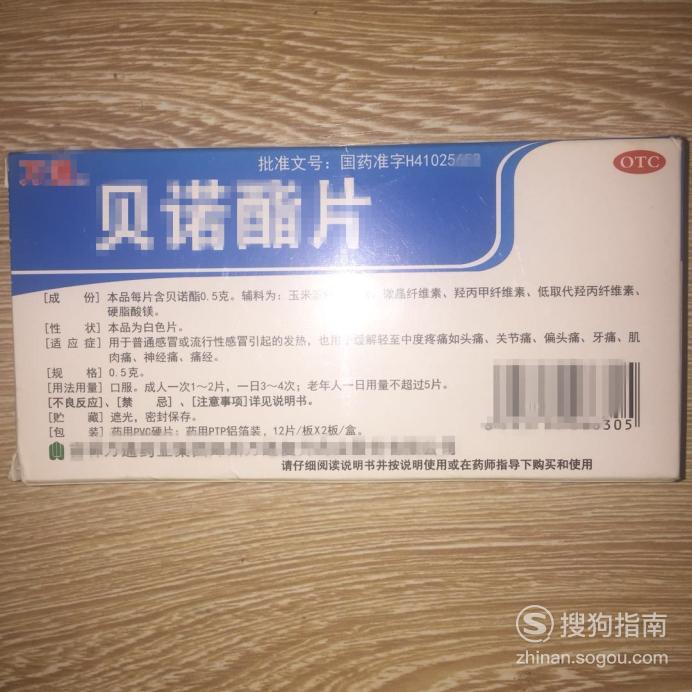 批准文号：国药准字H41025
OTC
贝诺酯片
[成　份] 本品每片含贝诺酯0.5克。辅料为：玉米 微晶纤维素、羟丙甲纤维素、低取代羟丙纤维素、
硬脂酸镁。
[性　状] 本品为白色片。
[适 应 症] 用于普通感冒或流行性感冒引起的发热，也用于缓解轻至中度疼痛如头痛、关节痛、偏头痛、牙痛、肌
肉痛、神经痛、痛经。
[规　格] 0.5克。
[用法用量] 口服。成人一次1～2片，一日3～4次；老年人一日用量不超过5片。
[不良反应]、[禁　忌]、[注意事项]详见说明书。
[贮　藏] 遮光，密封保存。
[包　装] 药用PVC硬片；药用PTP铝箔装，12片/板X2板/盒。
305
请仔细阅读说明书并按说明使用或在药师指导下购买和使用
S 搜狗指南
zhinan.sogou.com